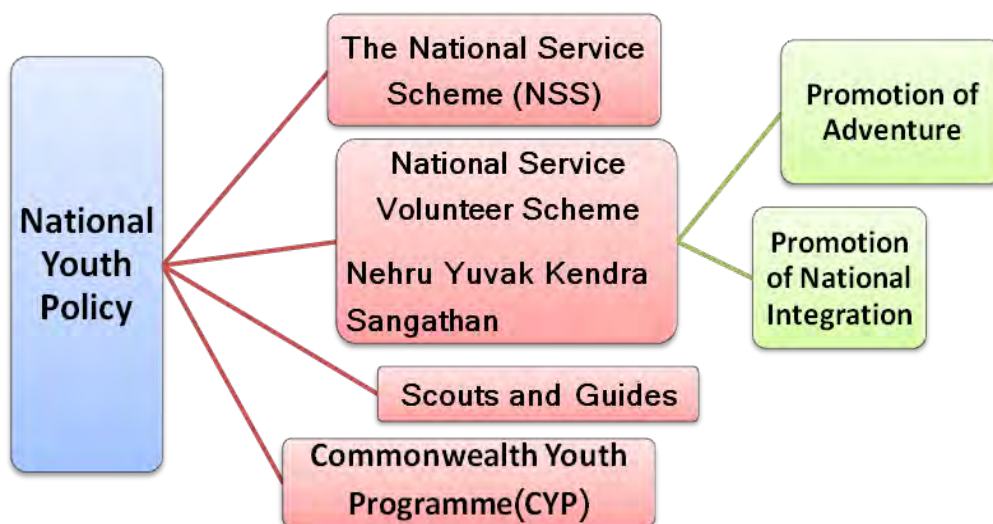 National
Youth
Policy
The National Service
Scheme (NSS)
National Service
Volunteer Scheme
Nehru Yuvak Kendra
Sangathan
Scouts and Guides
Commonwealth Youth
Programme(CYP)
Promotion of
Adventure
Promotion
of National
Integration